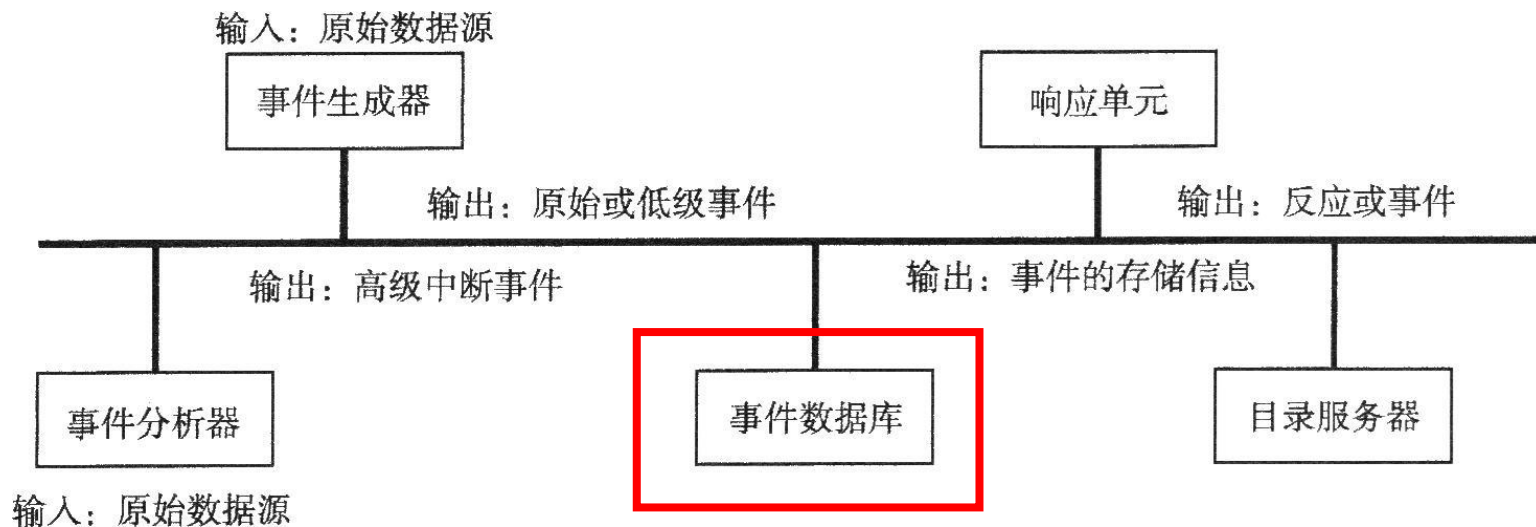 输入：原始数据源
事件生成器
响应单元
输出：原始或低级事件
输出：反应或事件
输出：高级中断事件
输出：事件的存储信息
事件分析器
事件数据库
目录服务器
输入：原始数据源